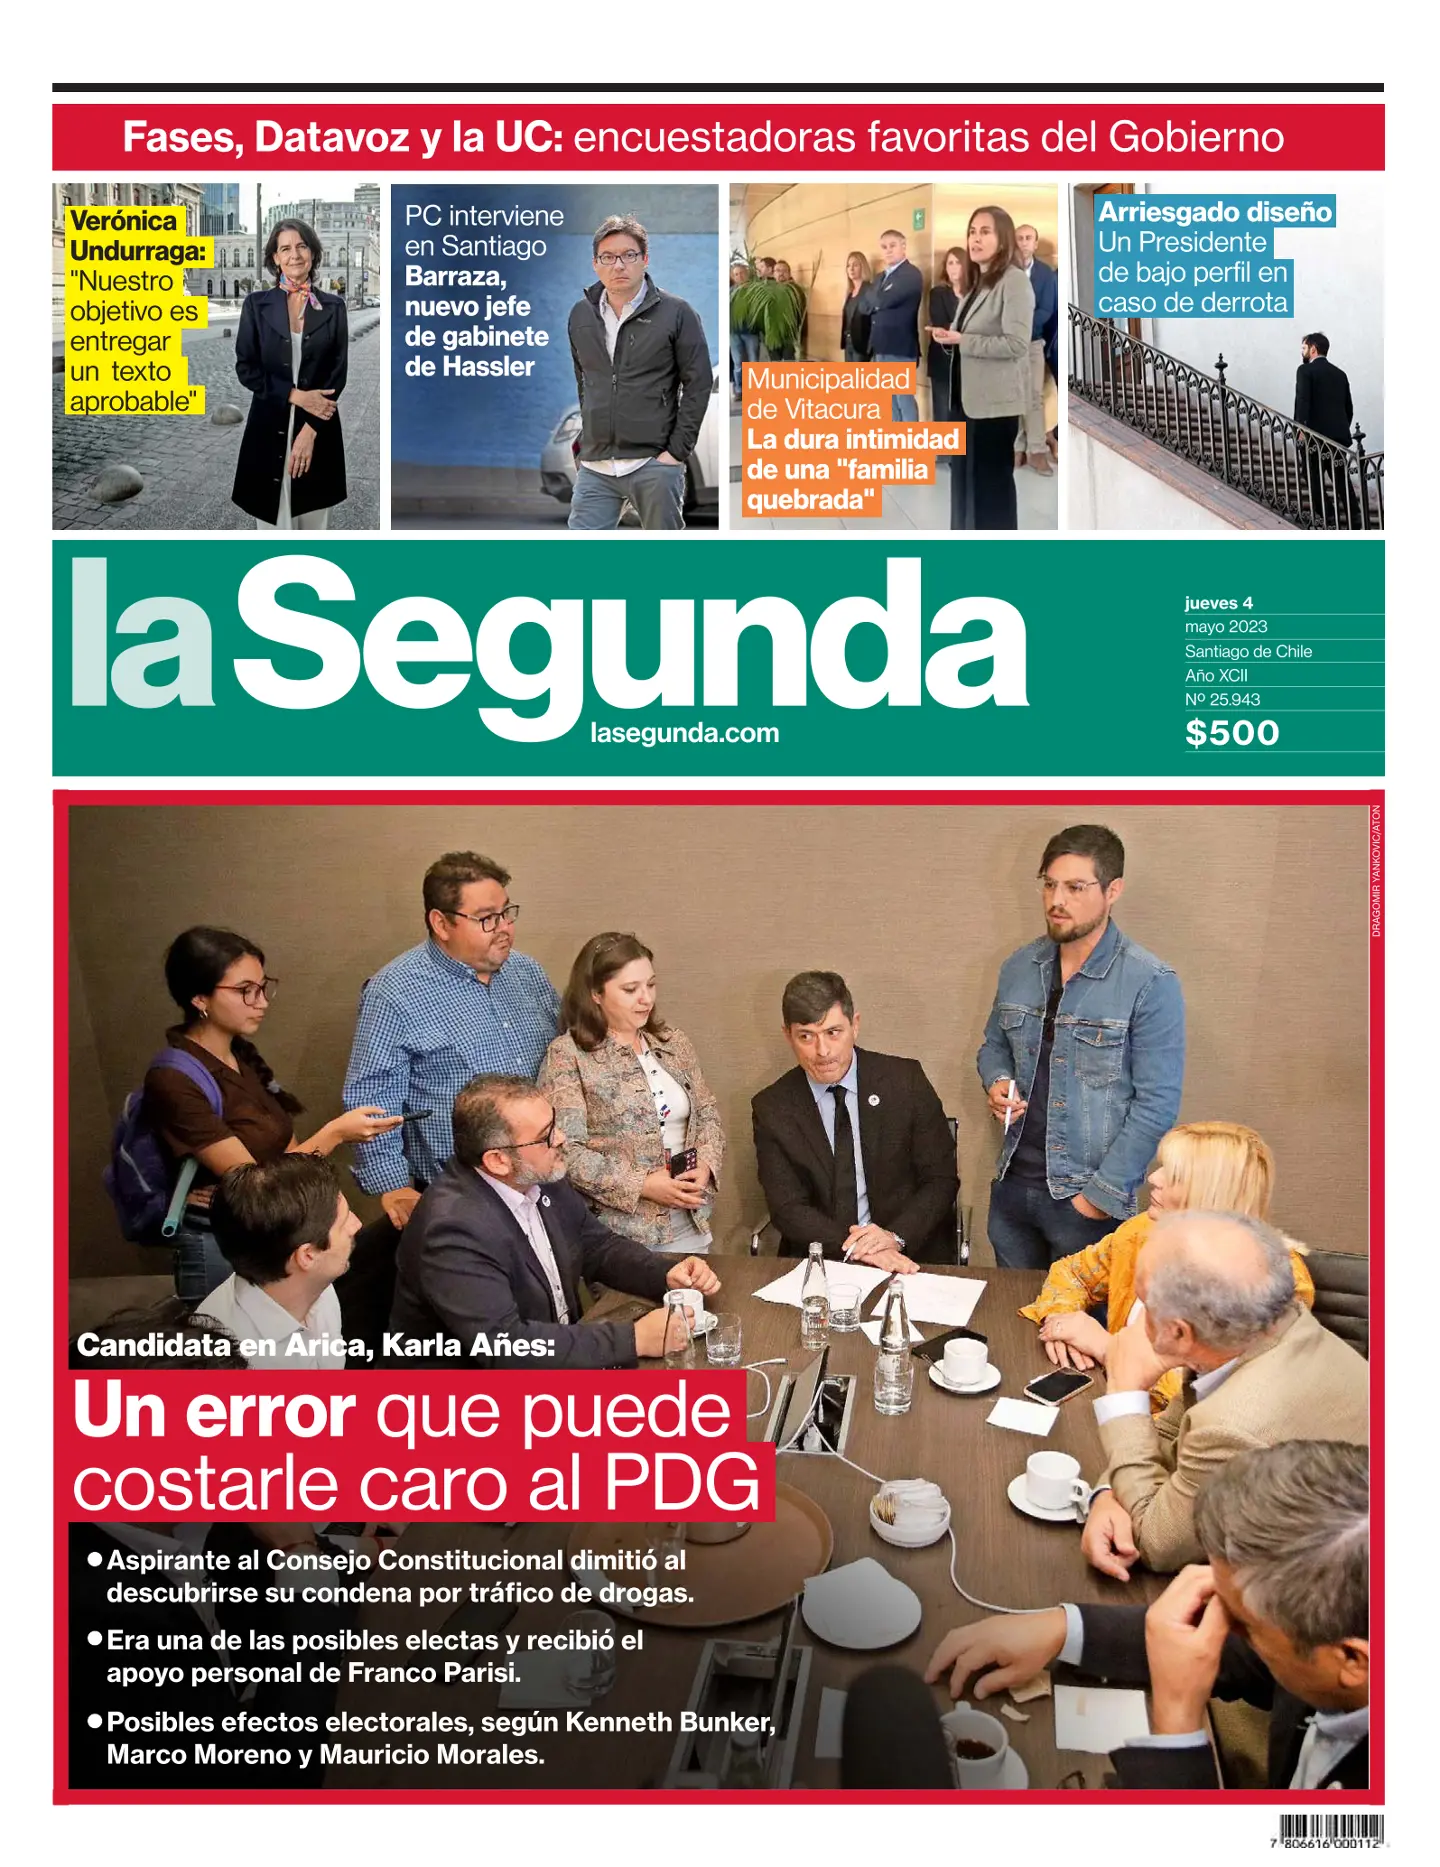 Fases, Datavoz y la UC: encuestadoras favoritas del Gobierno
Verónica
Undurraga:
"Nuestro
objetivo es
entregar
un texto
aprobable"
PC interviene
en Santiago
Barraza,
nuevo jefe
de gabinete
de Hassler
Municipalidad
de Vitacura
La dura intimidad
de una "familia
quebrada"
Arriesgado diseño
Un Presidente
de bajo perfil en
caso de derrota
la Segunda
lasegunda.com
jueves 4
mayo 2023
Santiago de Chile
Año XCII
Nº 25.943
$500
DRAGOMIR YANKOVIC/ATON
Candidata en Arica, Karla Añes:
Un error que puede
costarle caro al PDG
●Aspirante al Consejo Constitucional dimitió al
descubrirse su condena por tráfico de drogas.
●Era una de las posibles electas y recibió el
apoyo personal de Franco Parisi.
●Posibles efectos electorales, según Kenneth Bunker,
Marco Moreno y Mauricio Morales.
7 806616 000112